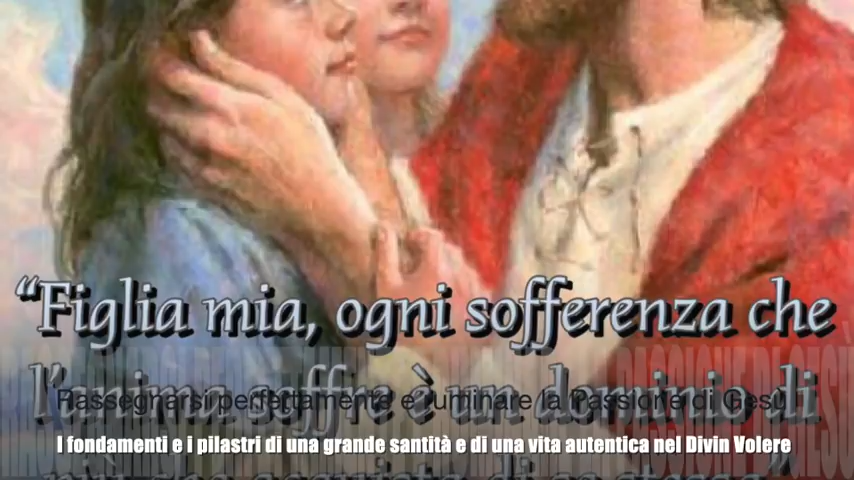 “Figlia mia, ogni sofferenza che
l’anima soffre è un dominio di
Rassegnarsi perfettamente e ruminare la Passione di Gesù
I fondamenti e i pilastri di una grande santità e di una vita autentica nel Divin Volere